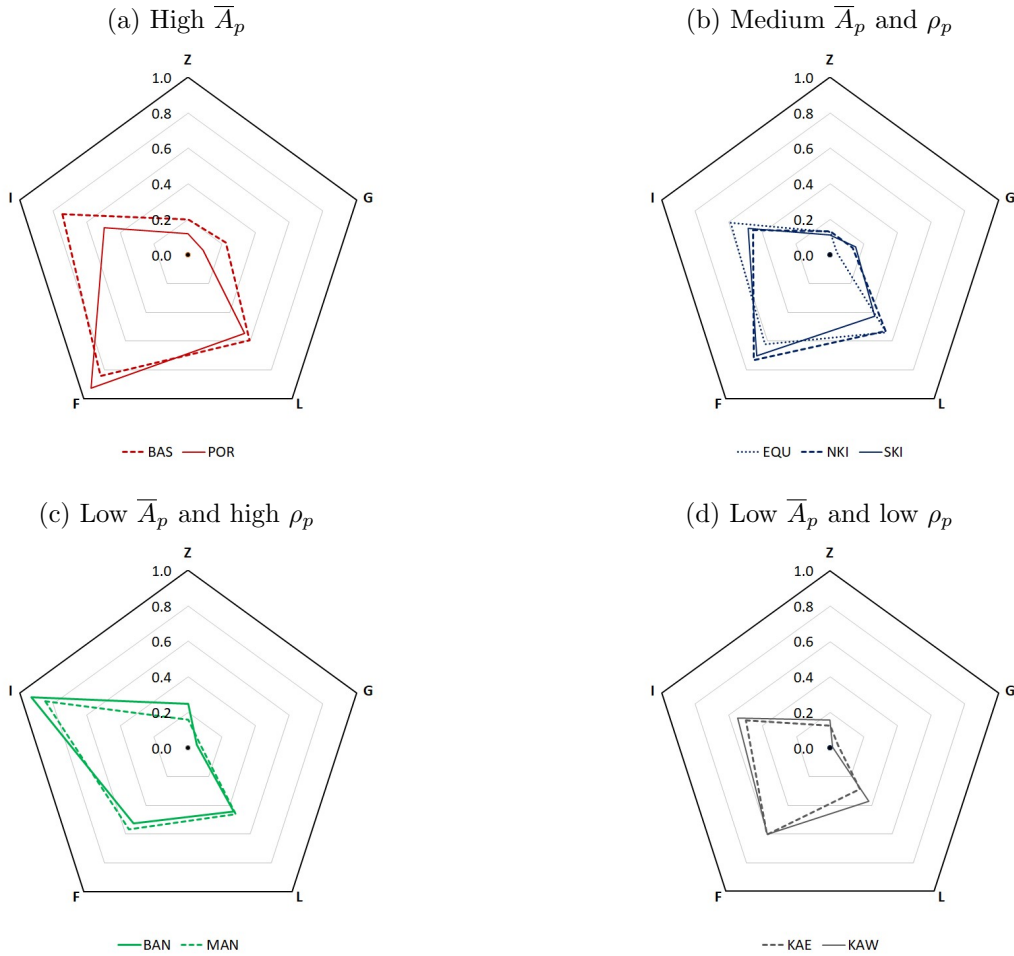 (a) High A̅ₚ
Z
1.0
0.8
0.6
0.4
0.2
0.0
I
G
F
L
BAS POR
(b) Medium A̅ₚ and ρₚ
Z
1.0
0.8
0.6
0.4
0.2
0.0
I
G
F
L
EQU NKI SKI
(c) Low A̅ₚ and high ρₚ
Z
1.0
0.8
0.6
0.4
0.2
0.0
I
G
F
L
BAN MAN
(d) Low A̅ₚ and low ρₚ
Z
1.0
0.8
0.6
0.4
0.2
0.0
I
G
F
L
KAE KAW